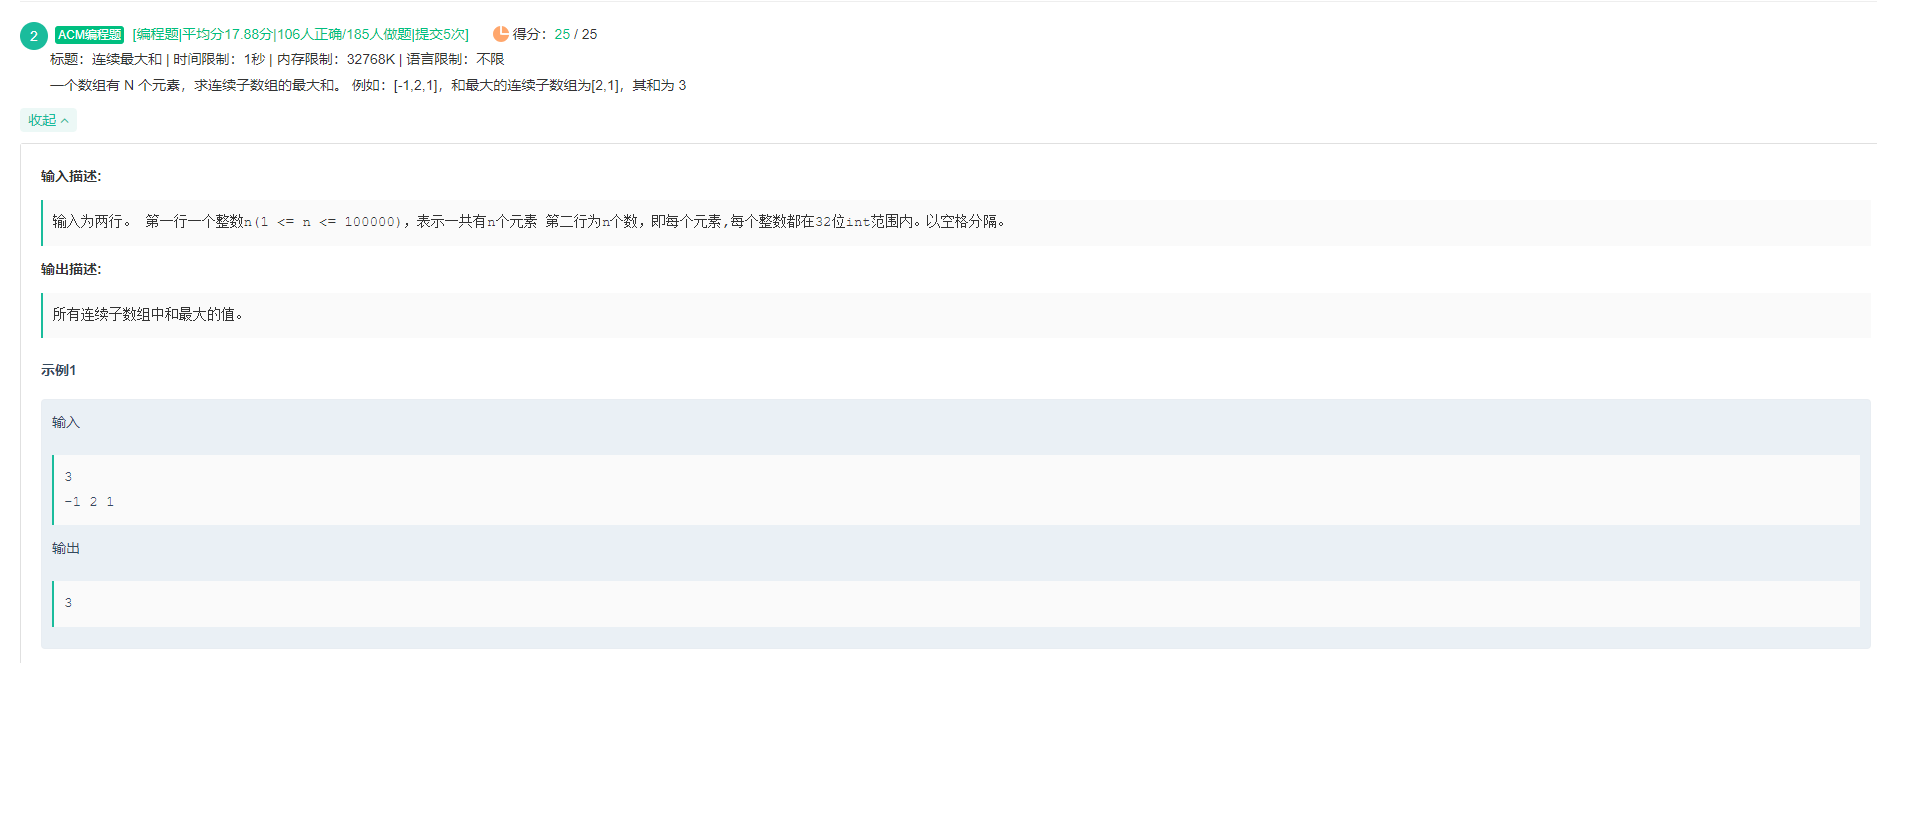 2 ACM编程题 [编程题|平均分17.88分|106人正确/185人做题|提交5次] 得分：25 / 25
标题：连续最大和 | 时间限制：1秒 | 内存限制：32768K | 语言限制：不限
一个数组有 N 个元素，求连续子数组的最大和。 例如：[-1,2,1]，和最大的连续子数组为[2,1]，其和为 3
收起
输入描述:
输入为两行。 第一行一个整数n(1 <= n <= 100000)，表示一共有n个元素 第二行为n个数，即每个元素,每个整数都在32位int范围内。以空格分隔。
输出描述:
所有连续子数组中和最大的值。
示例1
输入
3
-1 2 1
输出
3